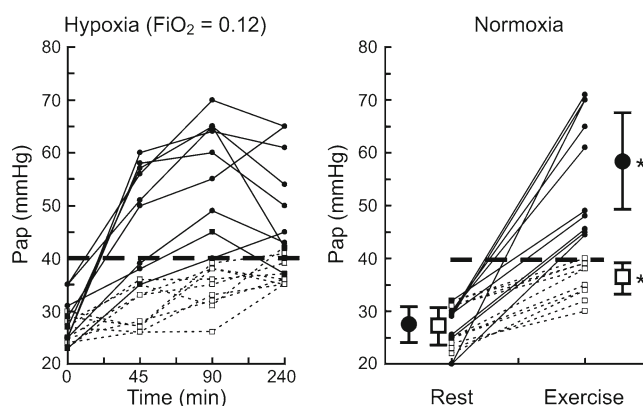 Hypoxia (FiO2 = 0.12)
Normoxia
Pap (mmHg)
80
70
60
50
40
30
20
0
45
90
240
Time (min)
Pap (mmHg)
80
70
60
50
40
30
20
*
*
Rest
Exercise